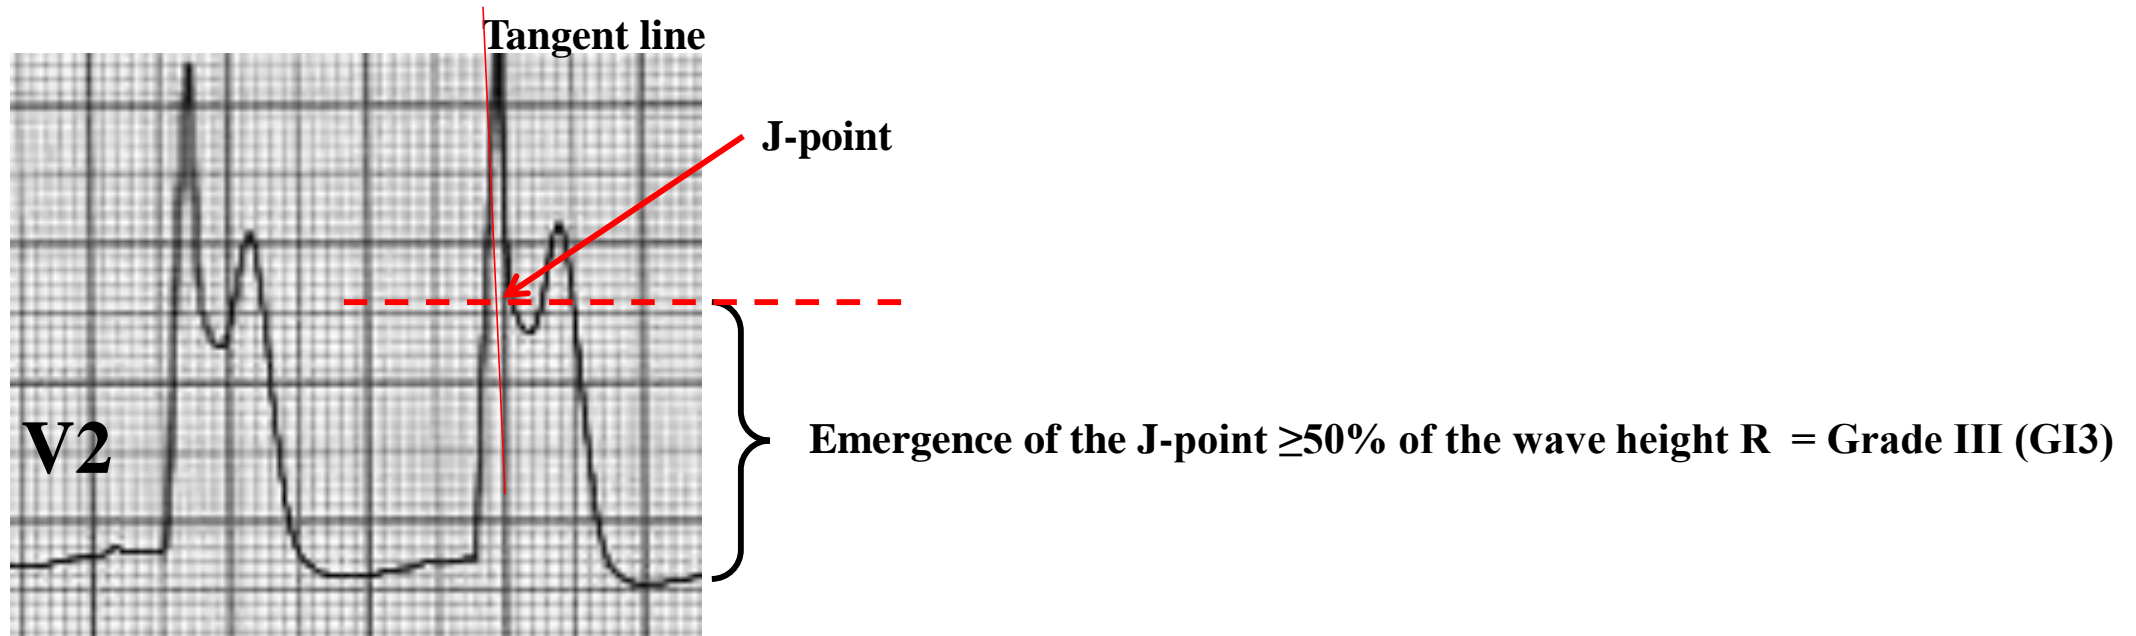 Tangent line
J-point
V2
Emergence of the J-point ≥50% of the wave height R = Grade III (GI3)